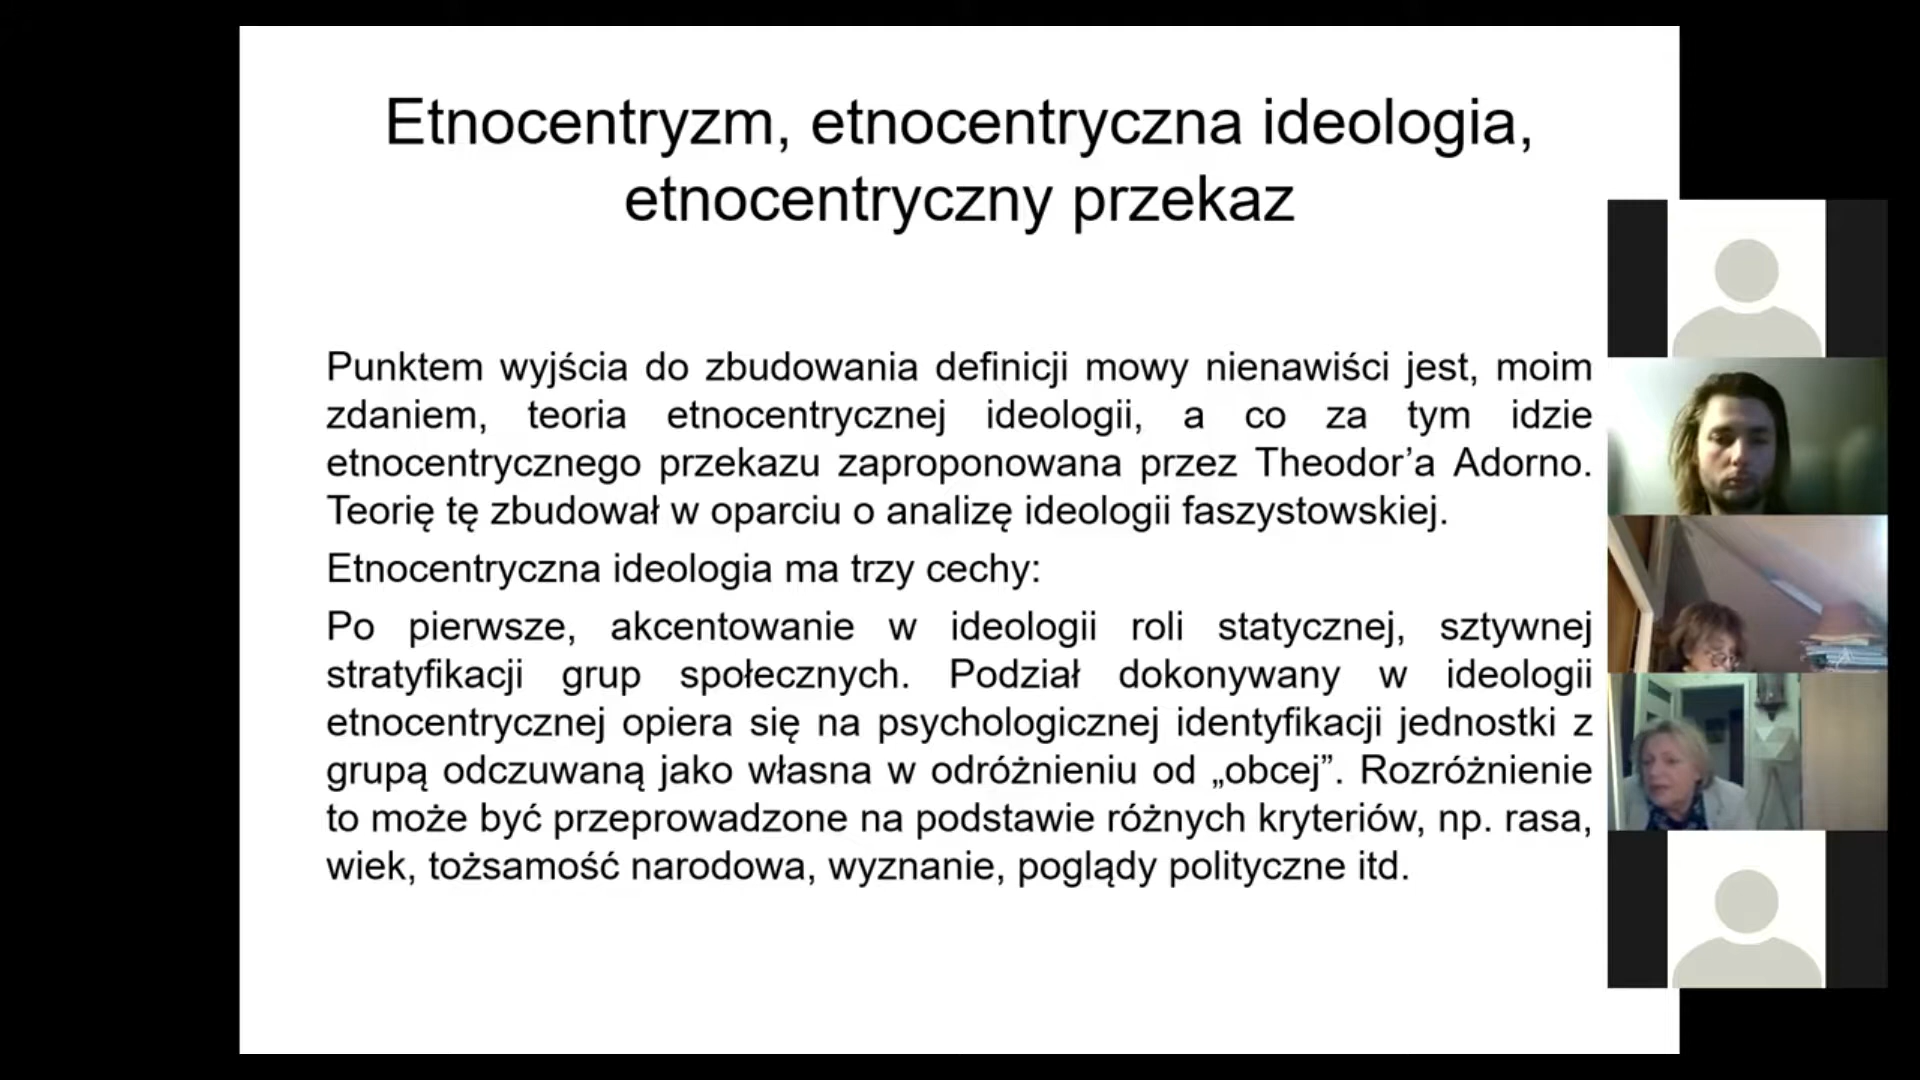 Etnocentryzm, etnocentryczna ideologia,
etnocentryczny przekaz
Punktem wyjścia do zbudowania definicji mowy nienawiści jest, moim
zdaniem, teoria etnocentrycznej ideologii, a co za tym idzie
etnocentrycznego przekazu zaproponowana przez Theodor’a Adorno.
Teorię tę zbudował w oparciu o analizę ideologii faszystowskiej.
Etnocentryczna ideologia ma trzy cechy:
Po pierwsze, akcentowanie w ideologii roli statycznej, sztywnej
stratyfikacji grup społecznych. Podział dokonywany w ideologii
etnocentrycznej opiera się na psychologicznej identyfikacji jednostki z
grupą odczuwaną jako własna w odróżnieniu od „obcej”. Rozróżnienie
to może być przeprowadzone na podstawie różnych kryteriów, np. rasa,
wiek, tożsamość narodowa, wyznanie, poglądy polityczne itd.